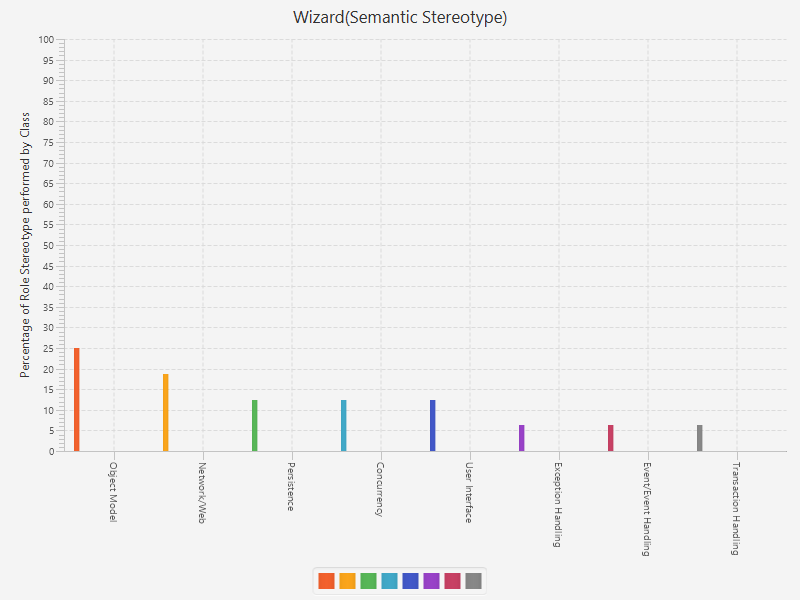 Wizard(Semantic Stereotype)
Percentage of Role Stereotype performed by Class
100
95
90
85
80
75
70
65
60
55
50
45
40
35
30
25
20
15
10
5
0
Object Model
Network/Web
Persistence
Concurrency
User Interface
Exception Handling
Event/Event Handling
Transaction Handling